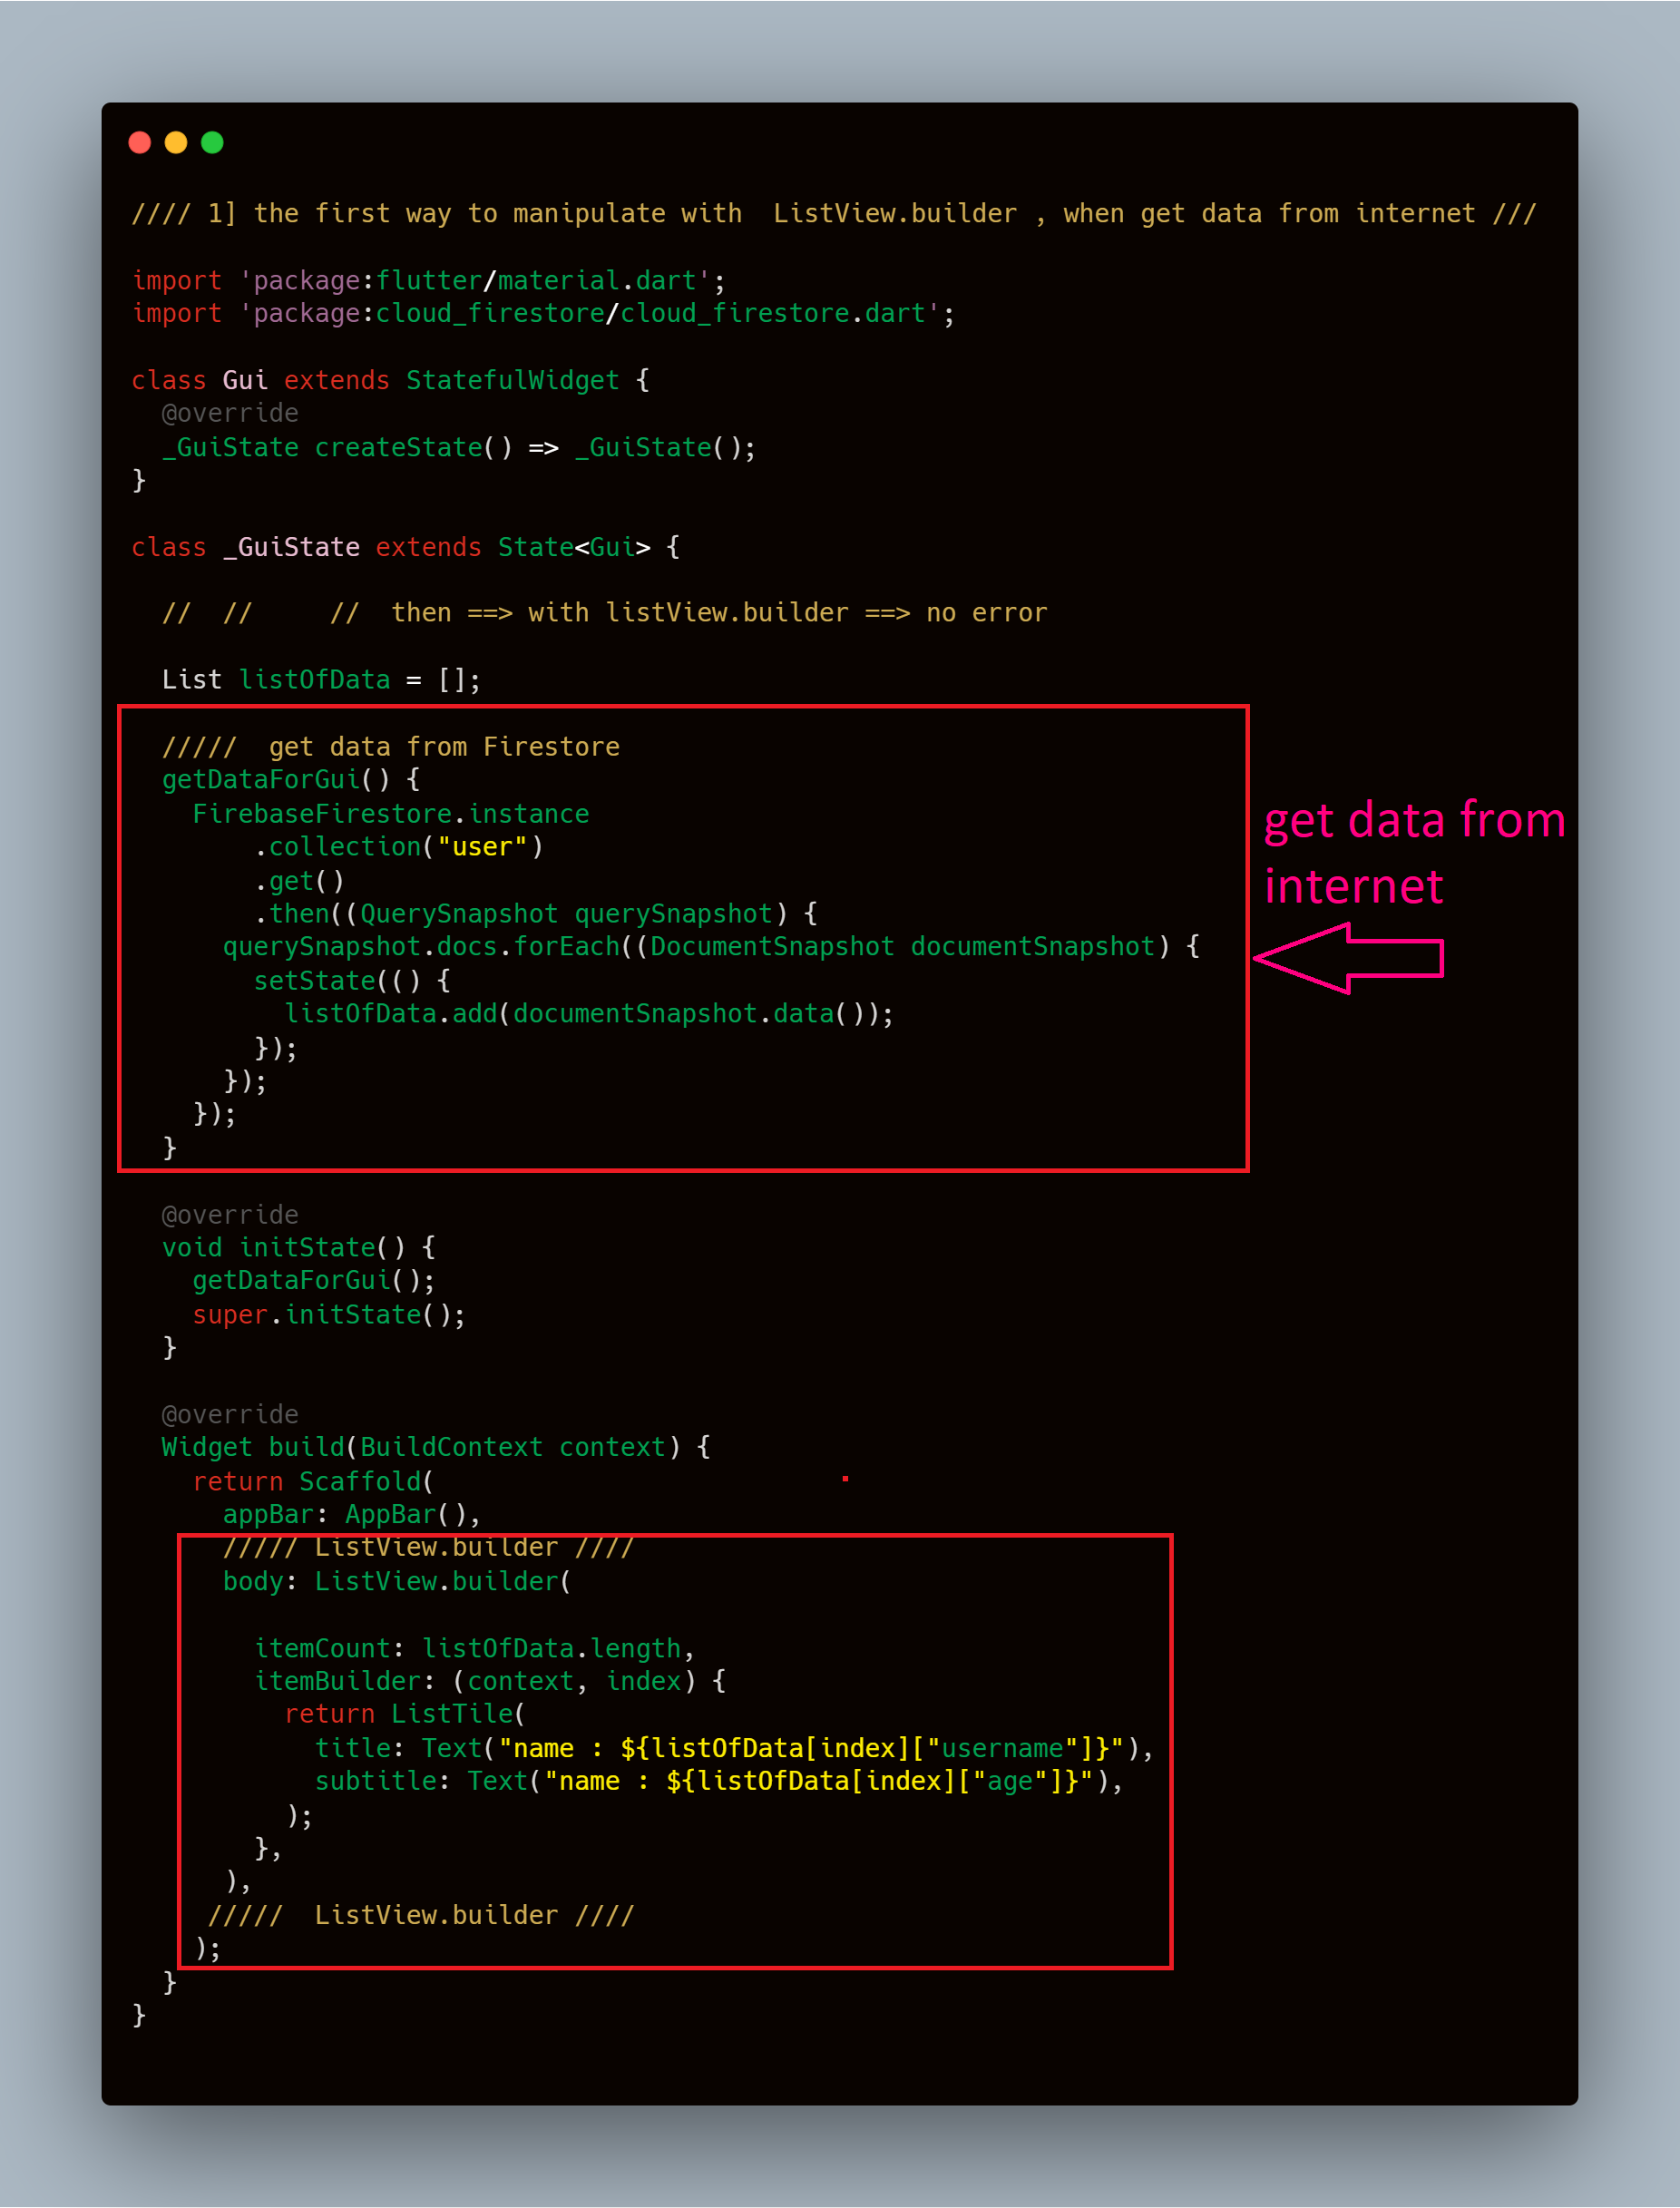 //// 1] the first way to manipulate with  ListView.builder , when get data from internet ///
import 'package:flutter/material.dart';
import 'package:cloud_firestore/cloud_firestore.dart';
class Gui extends StatefulWidget {
  @override
  _GuiState createState() => _GuiState();
}
class _GuiState extends State<Gui> {
  //  //     //  then ==> with listView.builder ==> no error
  List listOfData = [];
  /////  get data from Firestore
  getDataForGui() {
    FirebaseFirestore.instance
        .collection("user")
        .get()
        .then((QuerySnapshot querySnapshot) {
      querySnapshot.docs.forEach((DocumentSnapshot documentSnapshot) {
        setState(() {
          listOfData.add(documentSnapshot.data());
        });
      });
    });
  }
get data from
internet
  @override
  void initState() {
    getDataForGui();
    super.initState();
  }
  @override
  Widget build(BuildContext context) {
    return Scaffold(
      appBar: AppBar(),
      ///// ListView.builder ////
      body: ListView.builder(
        itemCount: listOfData.length,
        itemBuilder: (context, index) {
          return ListTile(
            title: Text("name : ${listOfData[index]["username"]}"),
            subtitle: Text("name : ${listOfData[index]["age"]}"),
          );
        },
      ),
     /////  ListView.builder ////
    );
  }
}